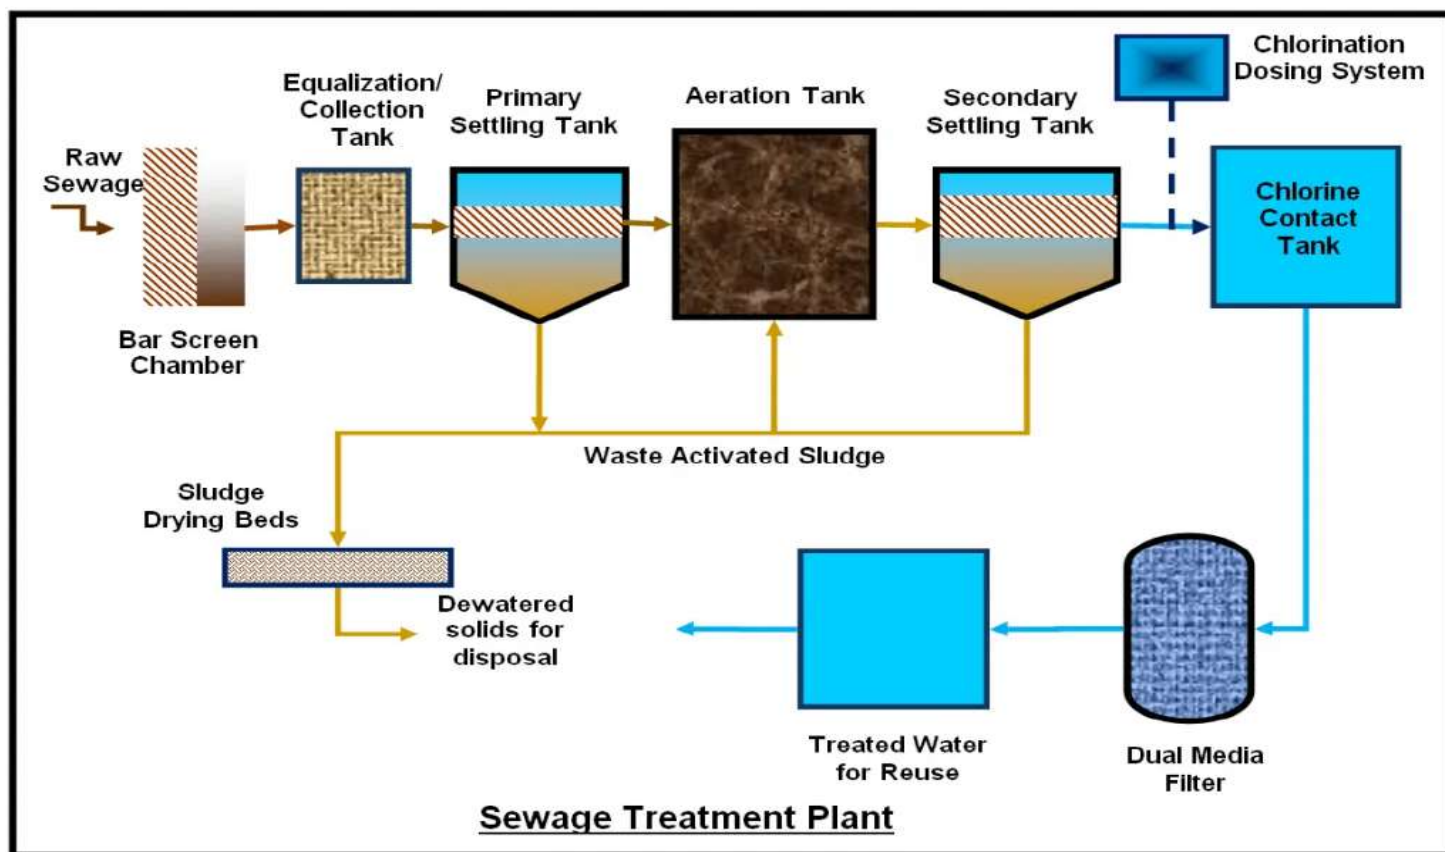 Chlorination
Dosing System
Equalization/
Collection
Tank
Primary
Settling Tank
Aeration Tank
Secondary
Settling Tank
Raw
Sewage
Chlorine
Contact
Tank
Bar Screen
Chamber
Waste Activated Sludge
Sludge
Drying Beds
Dewatered
solids for
disposal
Treated Water
for Reuse
Dual Media
Filter
Sewage Treatment Plant